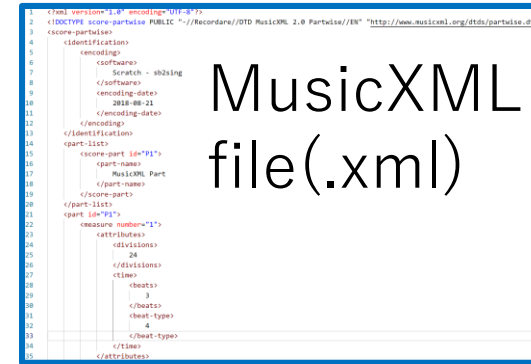 1 <?xml version="1.0" encoding="UTF-8"?>
2 <!DOCTYPE score-partwise PUBLIC "-//Recordare//DTD MusicXML 2.0 Partwise//EN" "http://www.musicxml.org/dtds/partwise.d
3 <score-partwise>
4 <identification>
5 <encoding>
6 <software>
7 Scratch - sb2sing
8 </software>
9 <encoding-date>
10 2018-08-21
11 </encoding-date>
12 </encoding>
13 </identification>
14 <part-list>
15 <score-part id="P1">
16 <part-name>
17 MusicXML Part
18 </part-name>
19 </score-part>
20 </part-list>
21 <part id="P1">
22 <measure number="1">
23 <attributes>
24 <divisions>
25 24
26 </divisions>
27 <time>
28 <beats>
29 3
30 </beats>
31 <beat-type>
32 4
33 </beat-type>
34 </time>
35 </attributes>
MusicXML
file(.xml)